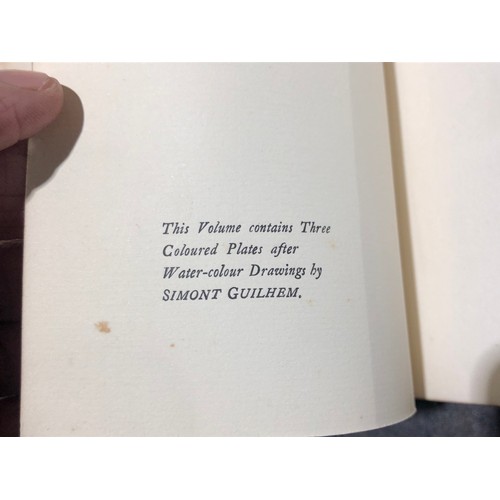 This Volume contains Three
Coloured Plates after
Water-colour Drawings by
SIMONT GUILHEM.